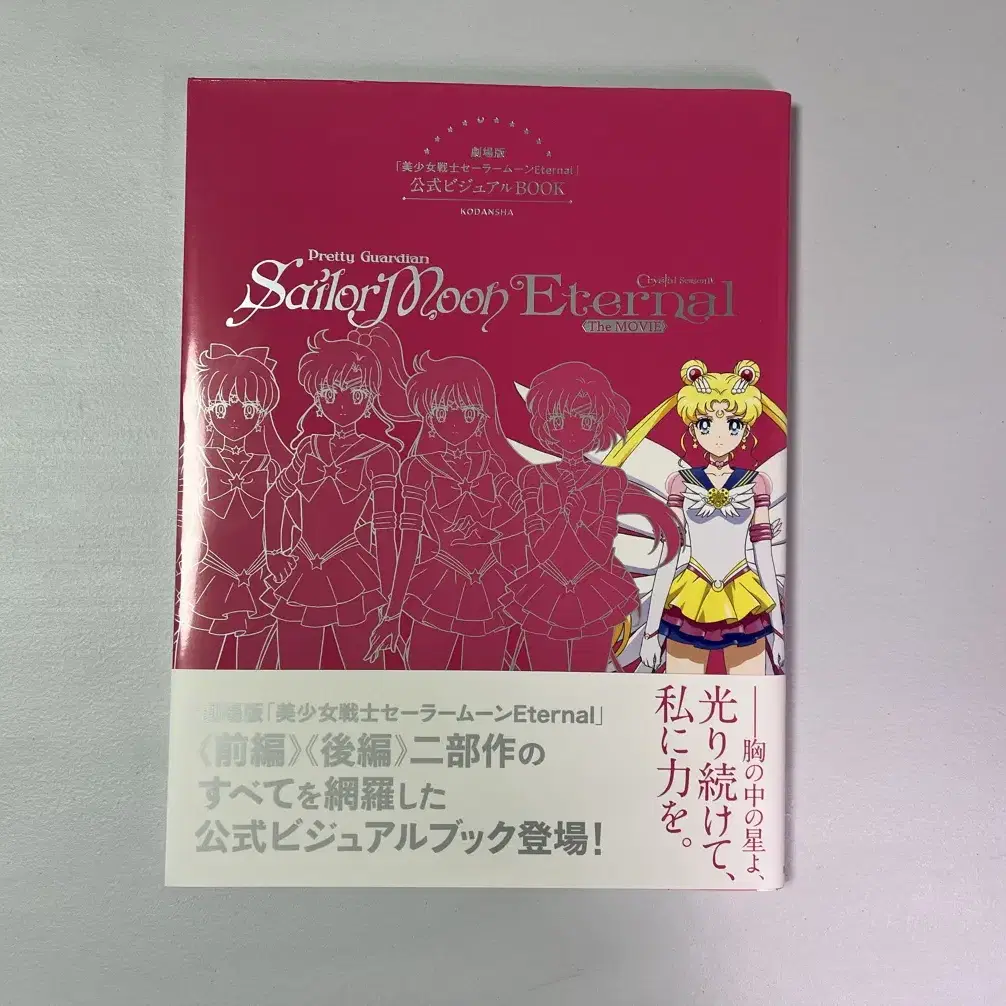 劇場版
「美少女戦士セーラームーンEternal」
公式ビジュアルBOOK
KODANSHA
Pretty Guardian
Sailor Moon Eternal
《The MOVIE》
劇場版「美少女戦士セーラームーンEternal」
《前編》《後編》二部作の
すべてを網羅した
公式ビジュアルブック登場！
──胸の中の星よ、
光り続けて、
私に力を。